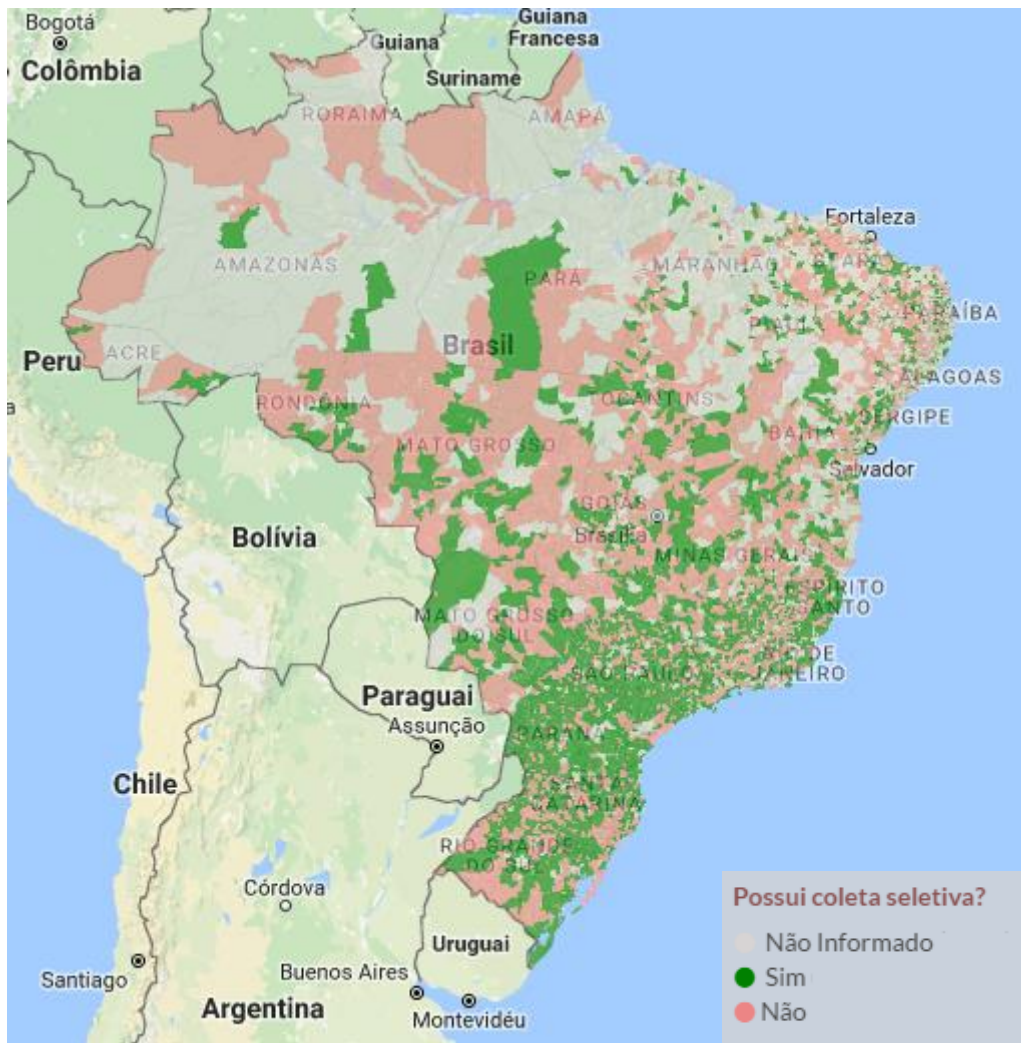 Bogotá
Colômbia
Guiana
Guiana
Francesa
Suriname
RORAIMA
AMAPÁ
Fortaleza
AMAZONAS
PARÁ
MARANHÃO
CEARÁ
PARAÍBA
PIAUÍ
Brasil
Peru
ACRE
ALAGOAS
RONDÔNIA
TOCANTINS
SERGIPE
MATO GROSSO
BAHIA
Salvador
GOIÁS
Brasília
Bolívia
MINAS GERAIS
ESPÍRITO
SANTO
MATO GROSSO
DO SUL
RIO DE
JANEIRO
SÃO PAULO
Paraguai
Assunção
PARANÁ
Chile
SANTA
CATARINA
RIO GRANDE
DO SUL
Córdova
Possui coleta seletiva?
Não Informado
Sim
Não
Uruguai
Santiago
Buenos Aires
Argentina
Montevidéu